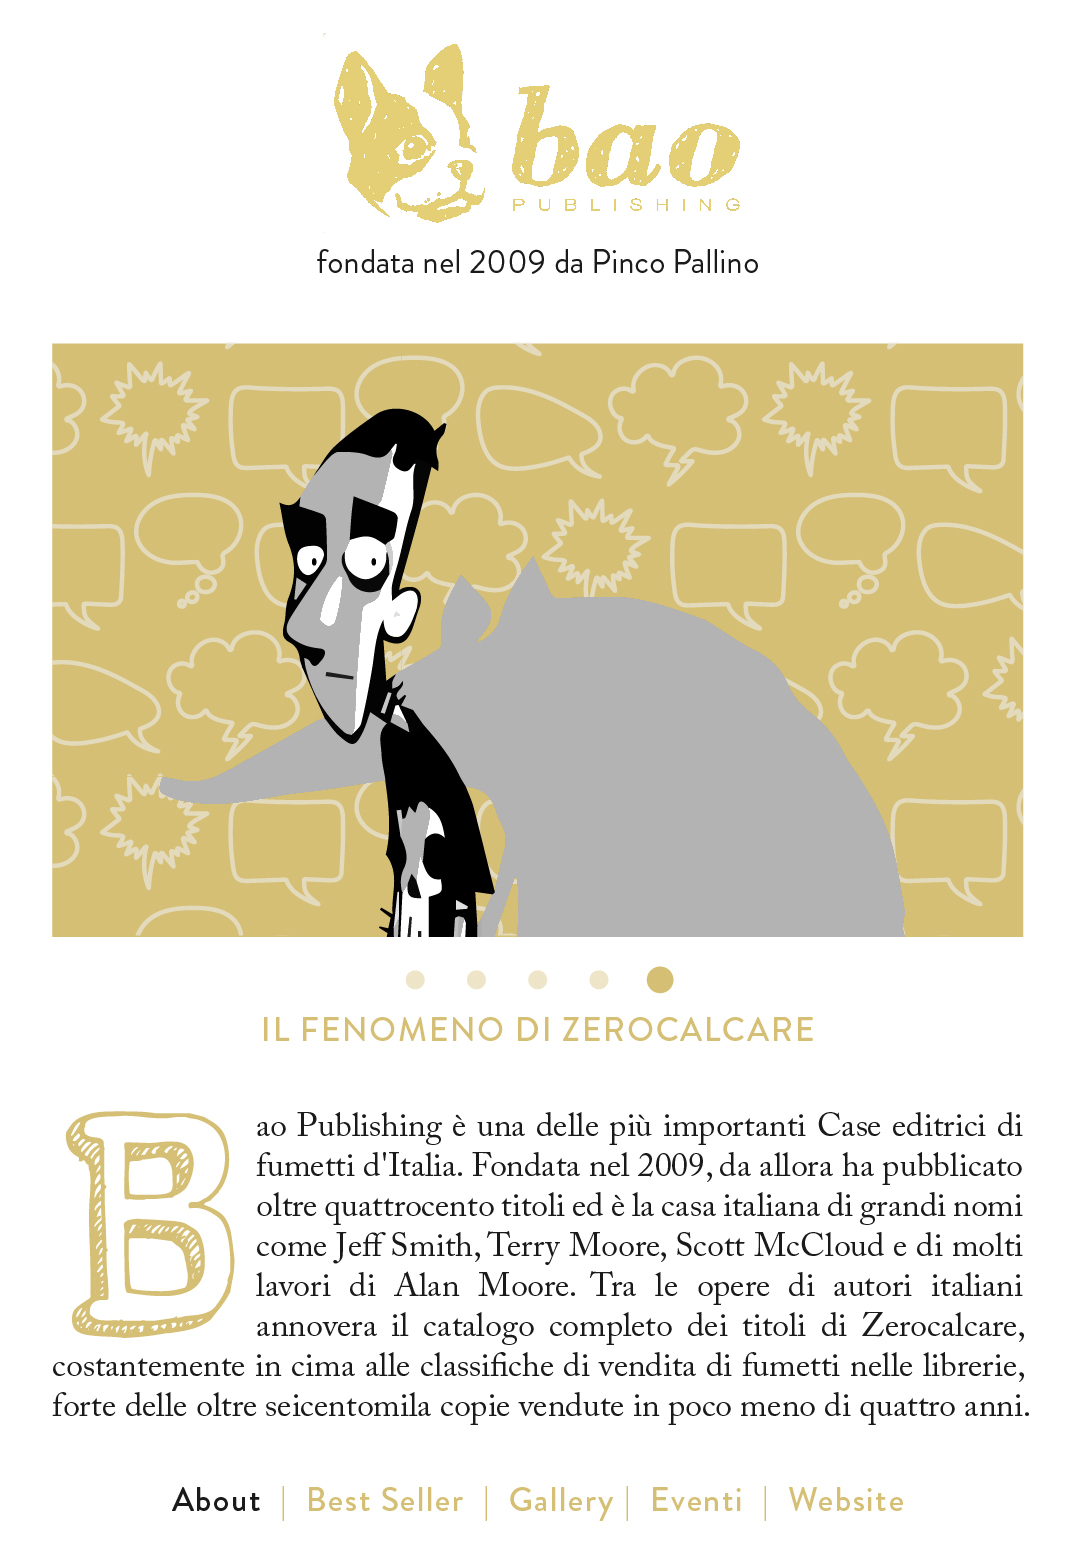 bao
PUBLISHING
fondata nel 2009 da Pinco Pallino
IL FENOMENO DI ZEROCALCARE
Bao Publishing è una delle più importanti Case editrici di
fumetti d'Italia. Fondata nel 2009, da allora ha pubblicato
oltre quattrocento titoli ed è la casa italiana di grandi nomi
come Jeff Smith, Terry Moore, Scott McCloud e di molti
lavori di Alan Moore. Tra le opere di autori italiani
annovera il catalogo completo dei titoli di Zerocalcare,
costantemente in cima alle classifiche di vendita di fumetti nelle librerie,
forte delle oltre seicentomila copie vendute in poco meno di quattro anni.
About | Best Seller | Gallery | Eventi | Website